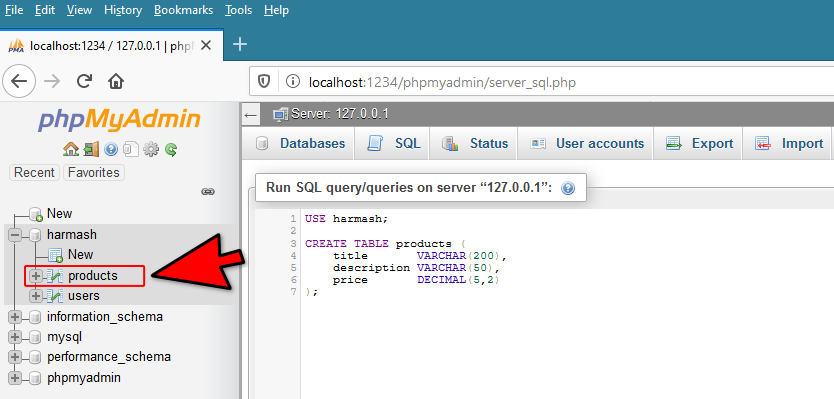 File Edit View History Bookmarks Tools Help
PMA localhost:1234 / 127.0.0.1 | phpl
localhost:1234/phpmyadmin/server_sql.php
phpMyAdmin
Recent Favorites
New
harmash
New
products
users
information_schema
mysql
performance_schema
phpmyadmin
Server: 127.0.0.1
Databases SQL Status User accounts Export Import
Run SQL query/queries on server “127.0.0.1”:
1 USE harmash;
2
3 CREATE TABLE products (
4 title VARCHAR(200),
5 description VARCHAR(50),
6 price DECIMAL(5,2)
7 );